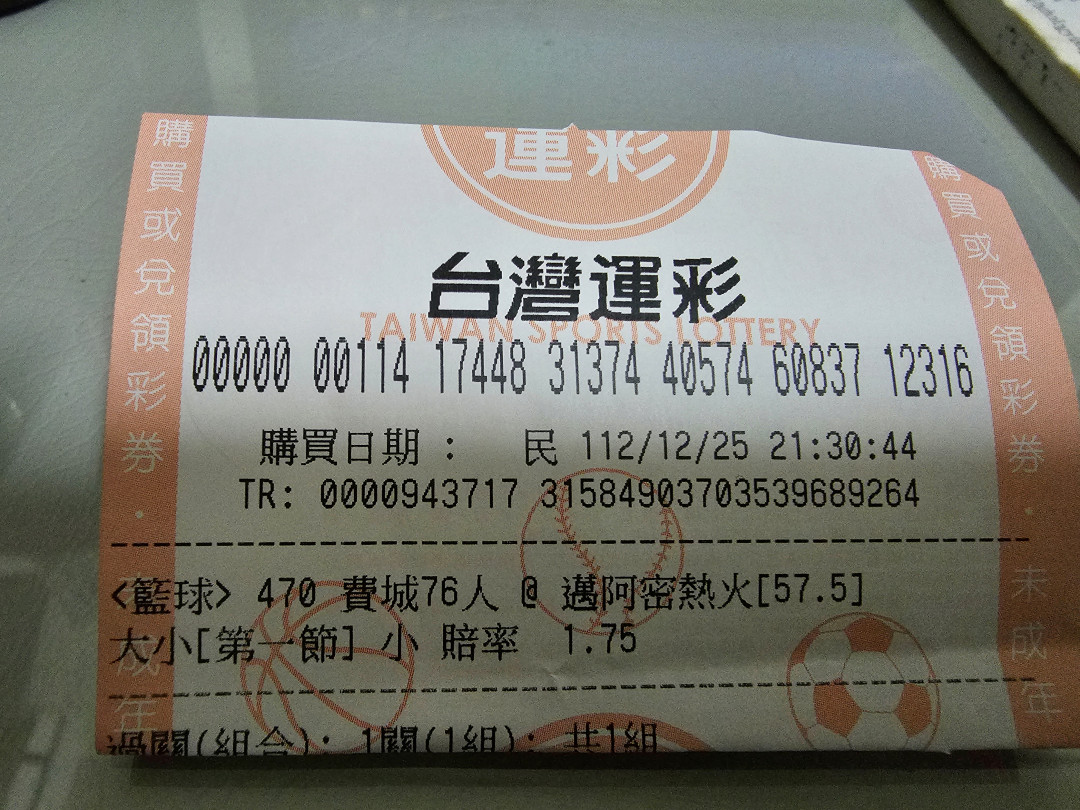 運彩
台灣運彩
TAIWAN SPORTS LOTTERY
00000 00114 17448 31374 40574 60837 12316
購買日期： 民 112/12/25 21:30:44
TR: 0000943717 31584903703539689264
<籃球> 470 費城76人 @ 邁阿密熱火[57.5]
大小[第一節] 小 賠率 1.75
過關(組合): 1關(1組); 共1組
購買或兌領彩券・未成年
購買或兌領彩券・未成年